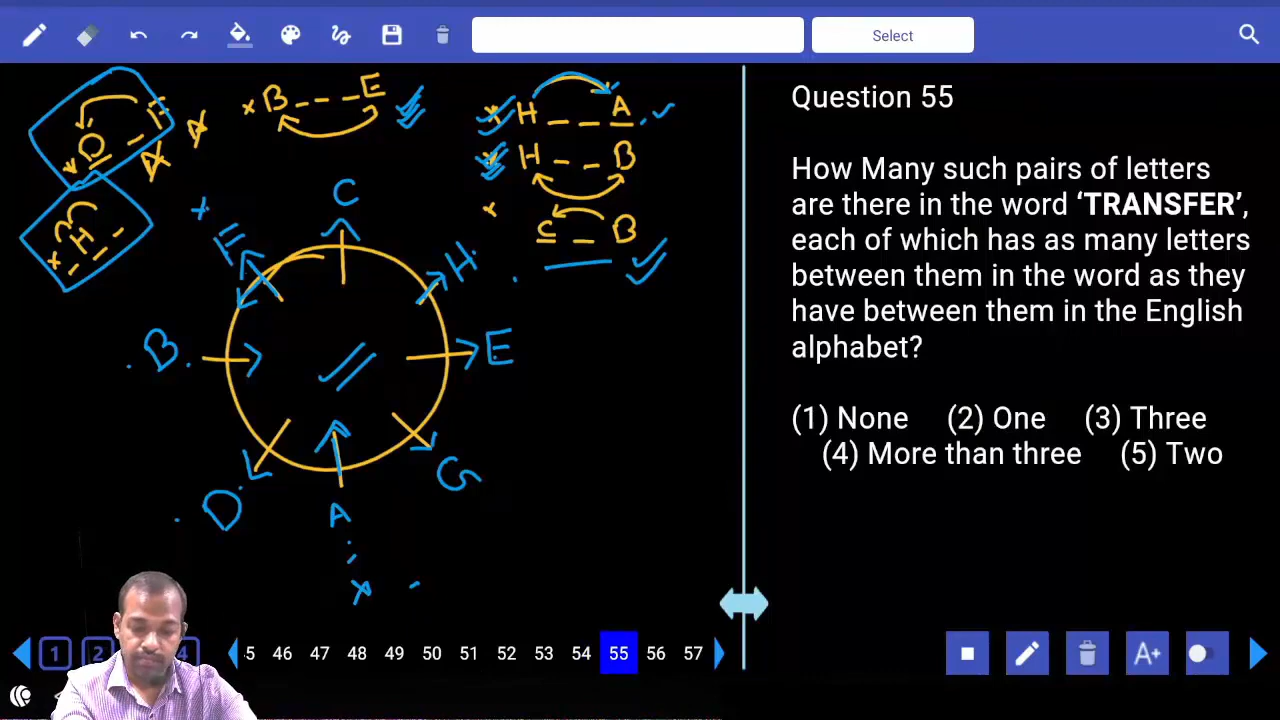 Select
Question 55
How Many such pairs of letters
are there in the word ‘TRANSFER’,
each of which has as many letters
between them in the word as they
have between them in the English
alphabet?
(1) None (2) One (3) Three
(4) More than three (5) Two
B _ _ _ E
H _ _ A
H _ _ B
C _ B
D _ F
H
C
F
H
B
E
D
G
A
1 2 4 45 46 47 48 49 50 51 52 53 54 55 56 57
A+